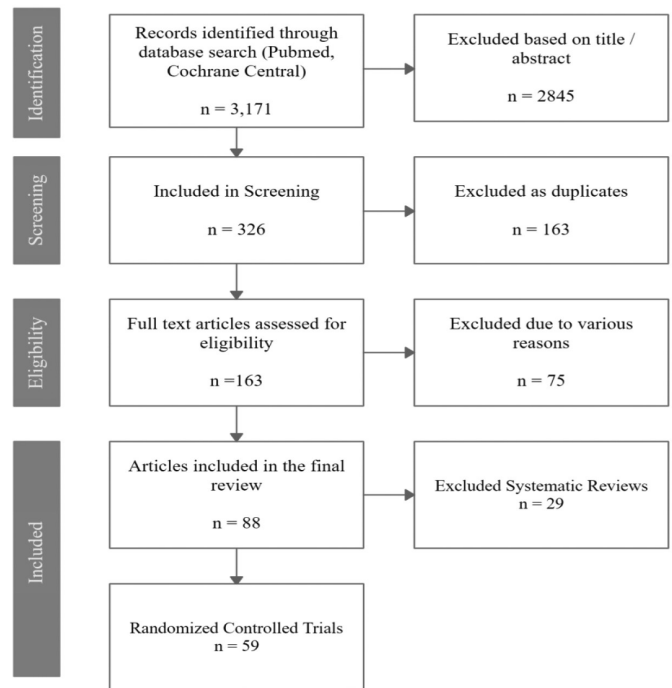 Identification
Records identified through
database search (Pubmed,
Cochrane Central)
n = 3,171
Excluded based on title /
abstract
n = 2845
Screening
Included in Screening
n = 326
Excluded as duplicates
n = 163
Eligibility
Full text articles assessed for
eligibility
n =163
Excluded due to various
reasons
n = 75
Included
Articles included in the final
review
n = 88
Excluded Systematic Reviews
n = 29
Randomized Controlled Trials
n = 59